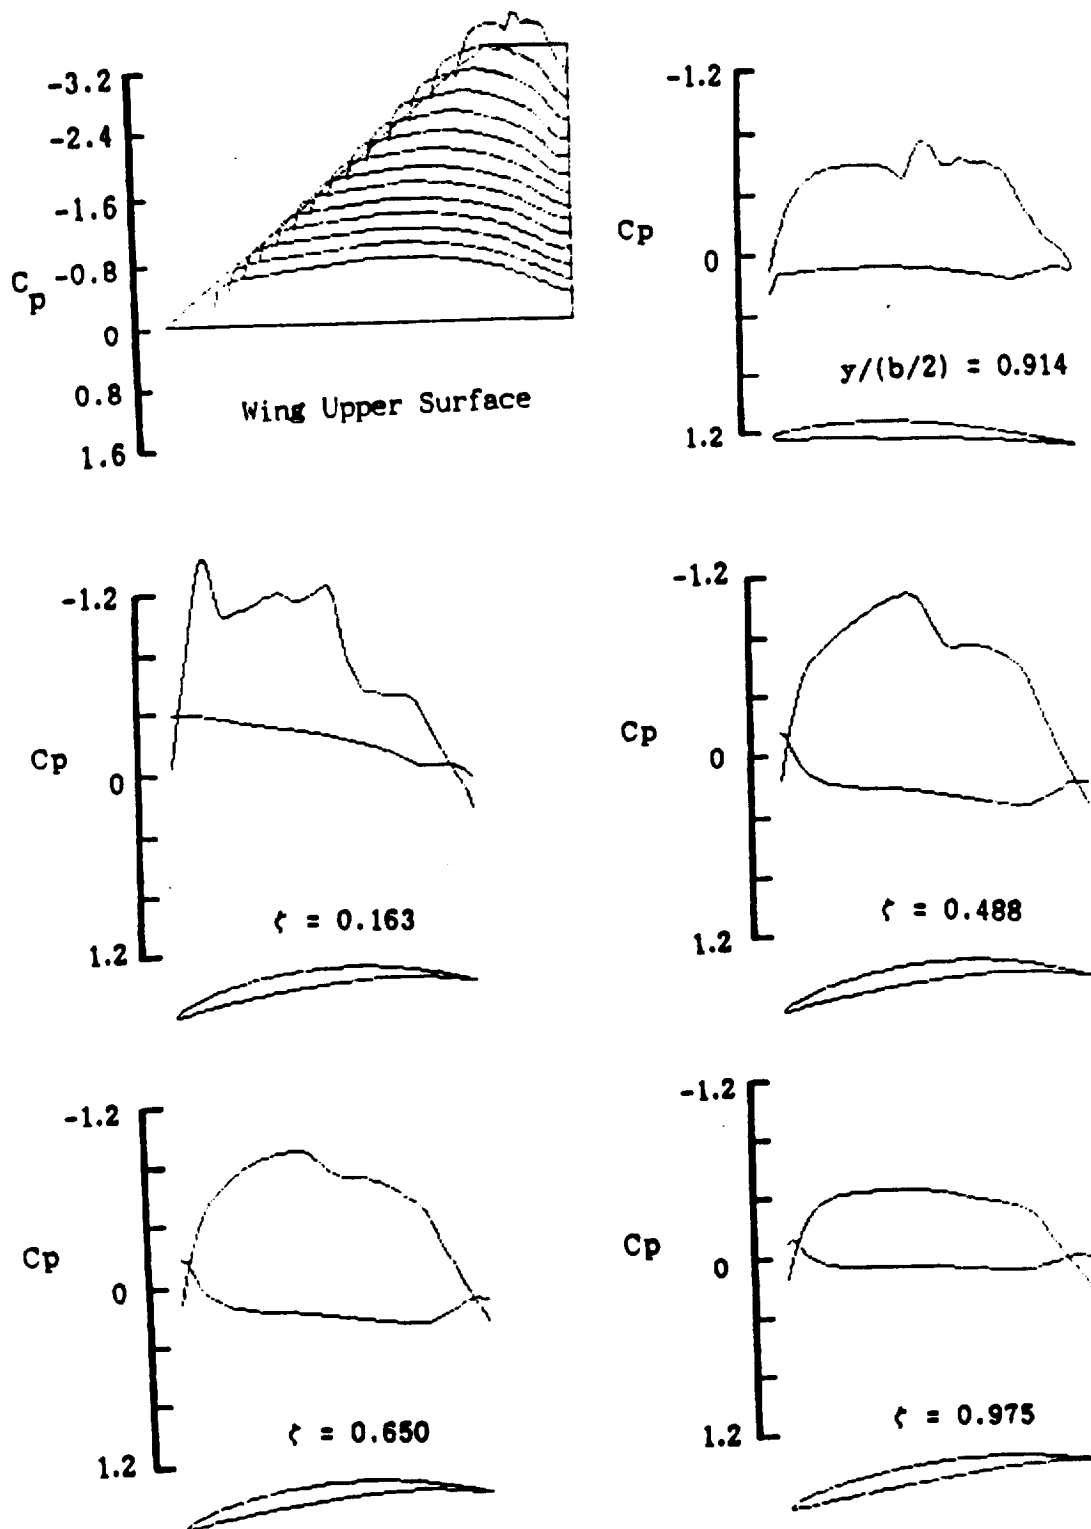 -3.2
-2.4
-1.6
-0.8
Cp
0
0.8
1.6
Wing Upper Surface
-1.2
Cp
0
1.2
y/(b/2) = 0.914
-1.2
Cp
0
1.2
ζ = 0.163
-1.2
Cp
0
1.2
ζ = 0.488
-1.2
Cp
0
1.2
ζ = 0.650
-1.2
Cp
0
1.2
ζ = 0.975